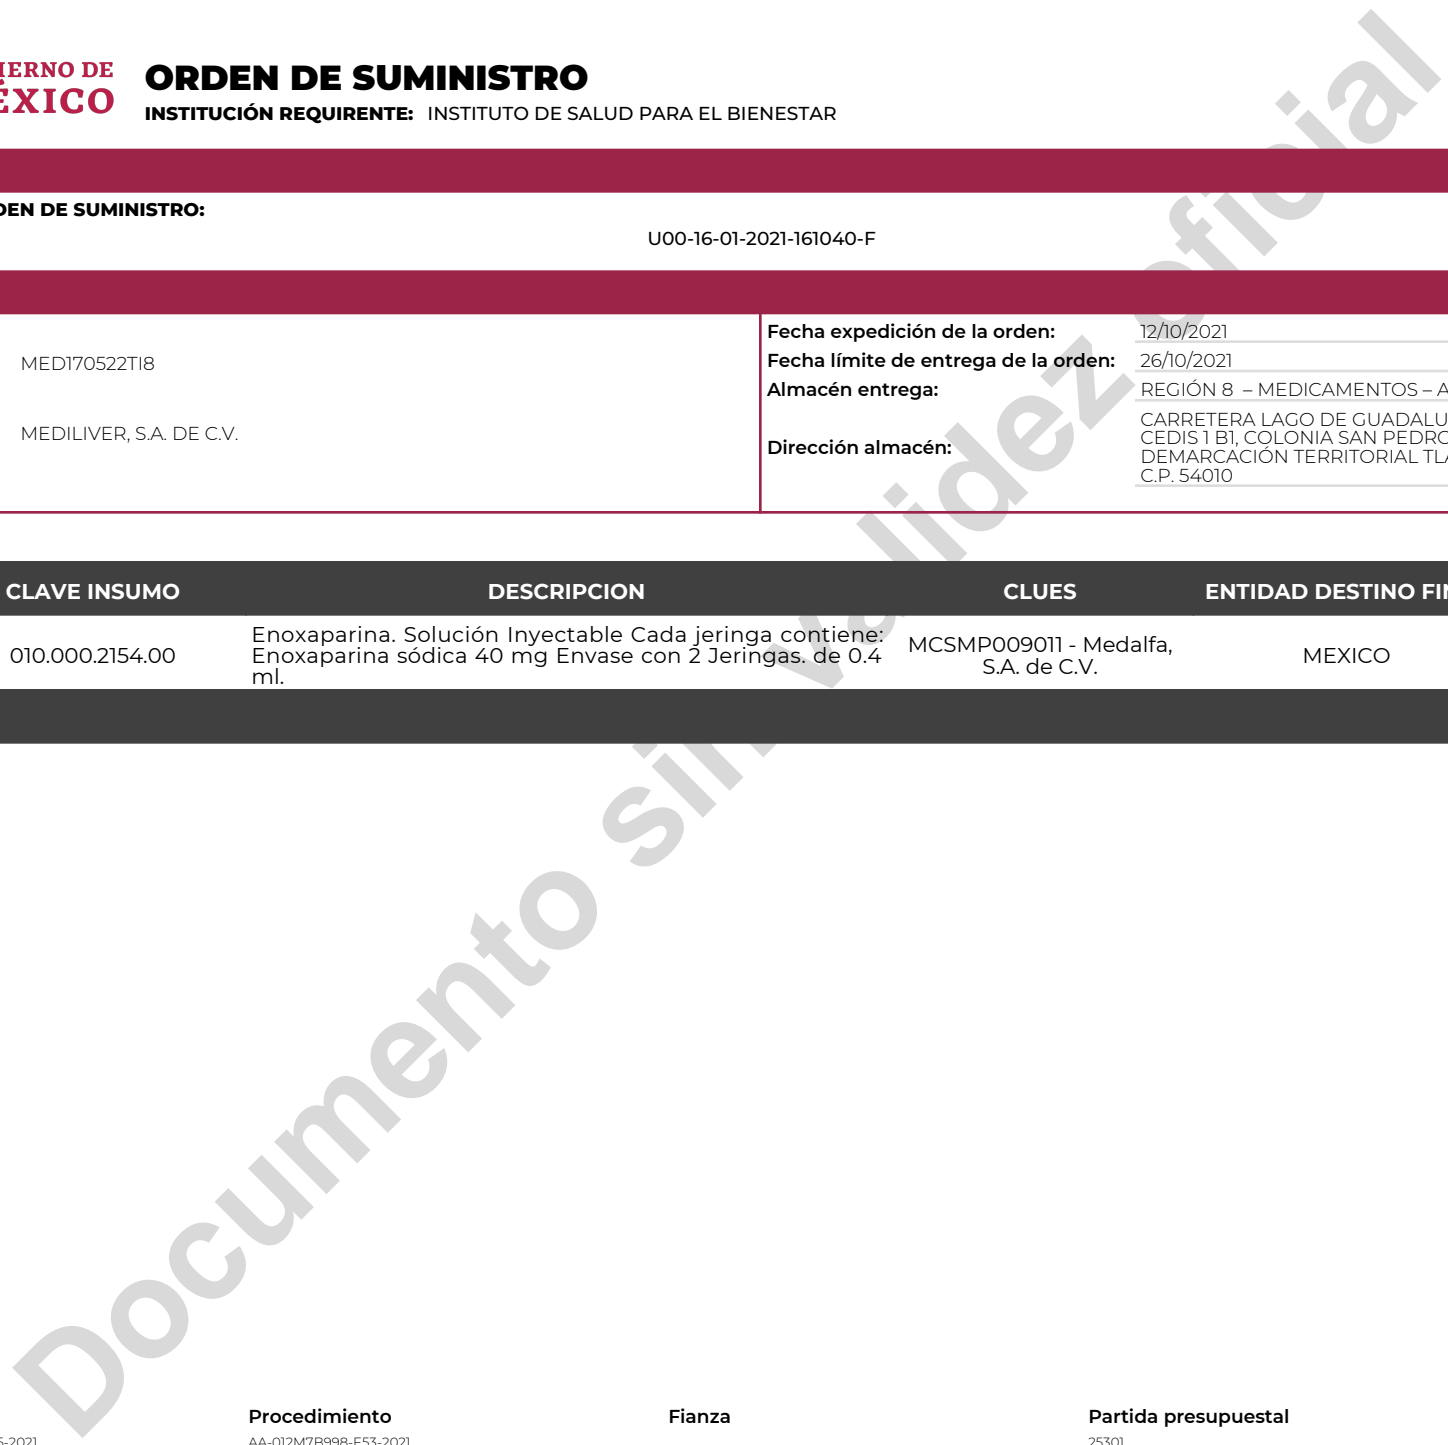 IERNO DE
ÉXICO
ORDEN DE SUMINISTRO
INSTITUCIÓN REQUIRENTE: INSTITUTO DE SALUD PARA EL BIENESTAR
DEN DE SUMINISTRO:
U00-16-01-2021-161040-F
MED170522TI8
MEDILIVER, S.A. DE C.V.
Fecha expedición de la orden: 12/10/2021
Fecha límite de entrega de la orden: 26/10/2021
Almacén entrega: REGIÓN 8 – MEDICAMENTOS – A
Dirección almacén:
CARRETERA LAGO DE GUADALU
CEDIS 1 B1, COLONIA SAN PEDRO
DEMARCACIÓN TERRITORIAL TLA
C.P. 54010
CLAVE INSUMO DESCRIPCION CLUES ENTIDAD DESTINO FIN
010.000.2154.00
Enoxaparina. Solución Inyectable Cada jeringa contiene:
Enoxaparina sódica 40 mg Envase con 2 Jeringas. de 0.4
ml.
MCSMP009011 - Medalfa,
S.A. de C.V.
MEXICO
Documento sin validez oficial
Procedimiento Fianza Partida presupuestal
5-2021 AA-012M7B998-E53-2021 25301